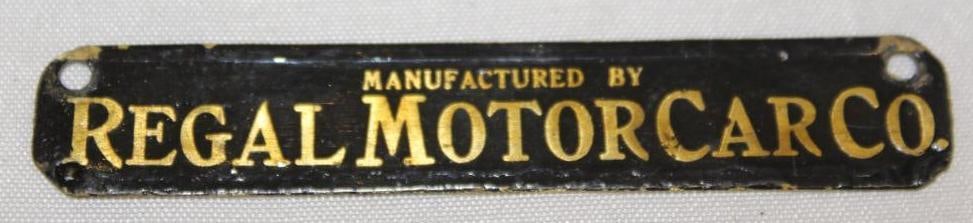 MANUFACTURED BY
REGAL MOTOR CAR CO.